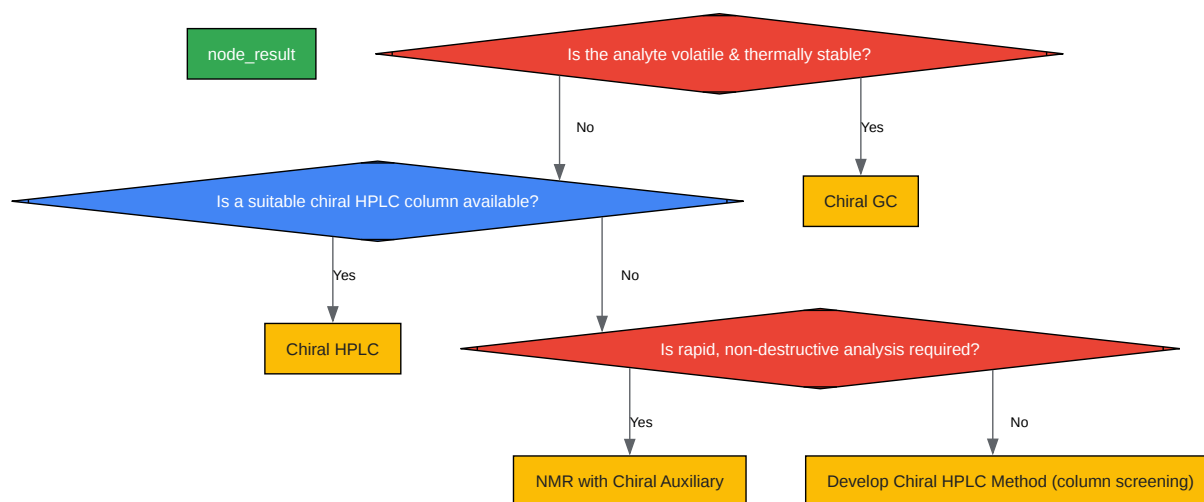 node_result
Is the analyte volatile & thermally stable?
No
Yes
Is a suitable chiral HPLC column available?
Chiral GC
Yes
No
Chiral HPLC
Is rapid, non-destructive analysis required?
Yes
No
NMR with Chiral Auxiliary
Develop Chiral HPLC Method (column screening)